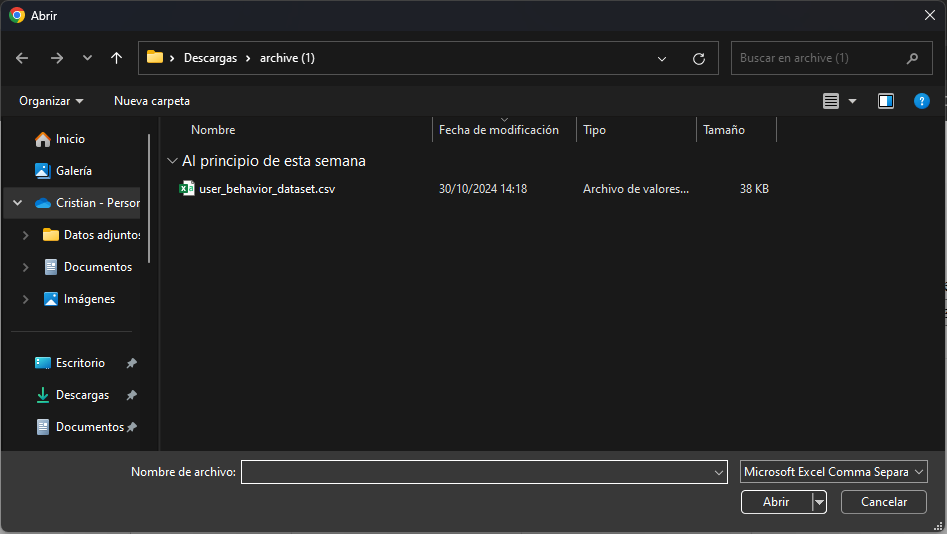 Abrir
Descargas > archive (1)
Buscar en archive (1)
Organizar
Nueva carpeta
Nombre
Fecha de modificación
Tipo
Tamaño
Inicio
Galería
Cristian - Person
Datos adjuntos
Documentos
Imágenes
Escritorio
Descargas
Documentos
Al principio de esta semana
user_behavior_dataset.csv
30/10/2024 14:18
Archivo de valores...
38 KB
Nombre de archivo:
Microsoft Excel Comma Separa
Abrir
Cancelar